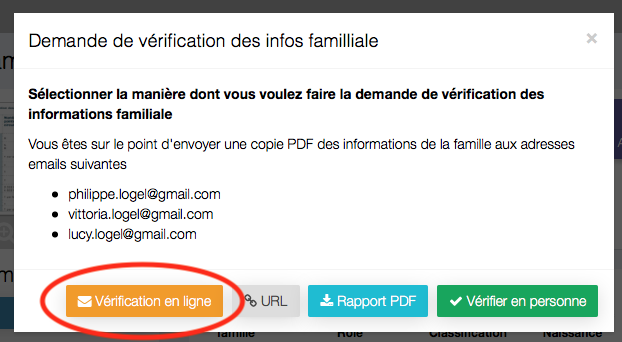 Demande de vérification des infos familliale
×
Sélectionner la manière dont vous voulez faire la demande de vérification des
informations familiale
Vous êtes sur le point d'envoyer une copie PDF des informations de la famille aux adresses
emails suivantes
philippe.logel@gmail.com
vittoria.logel@gmail.com
lucy.logel@gmail.com
Vérification en ligne URL Rapport PDF Vérifier en personne
famille Rôle Classification Naissance